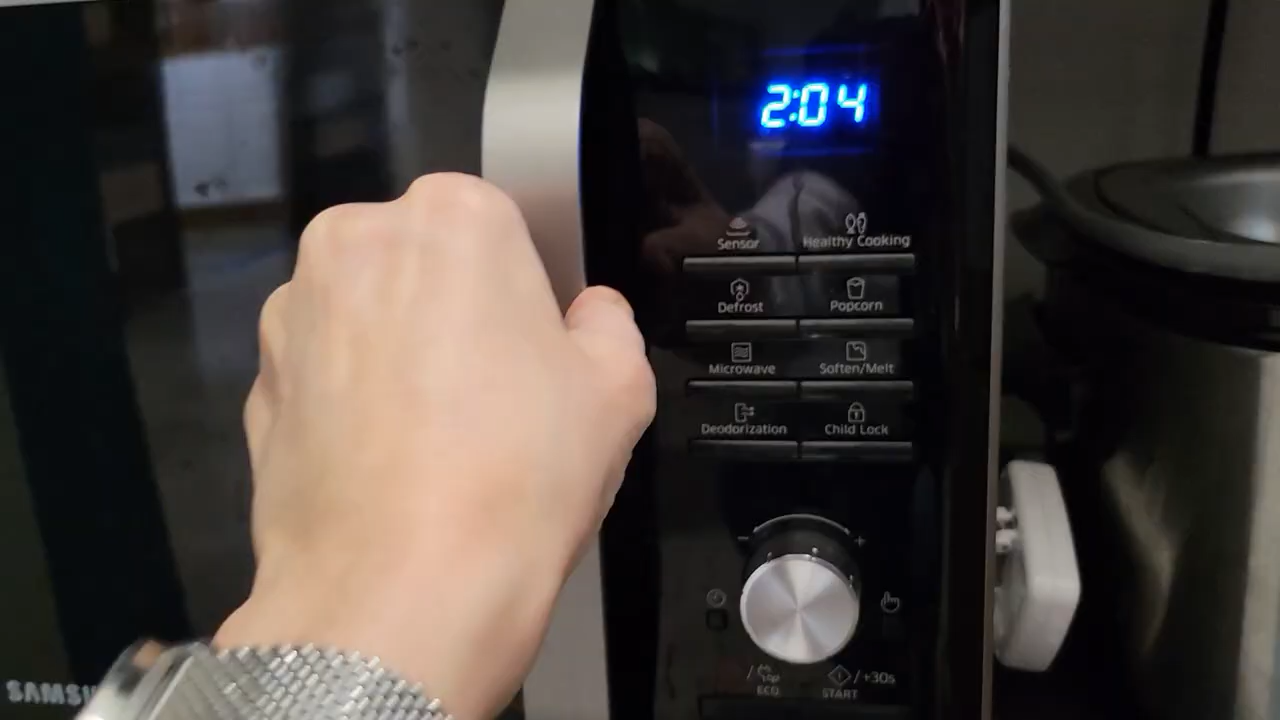 2:04
Sensor
Healthy Cooking
Defrost
Popcorn
Microwave
Soften/Melt
Deodorization
Child Lock
- +
/
ECO
/ +30s
START
SAMSU